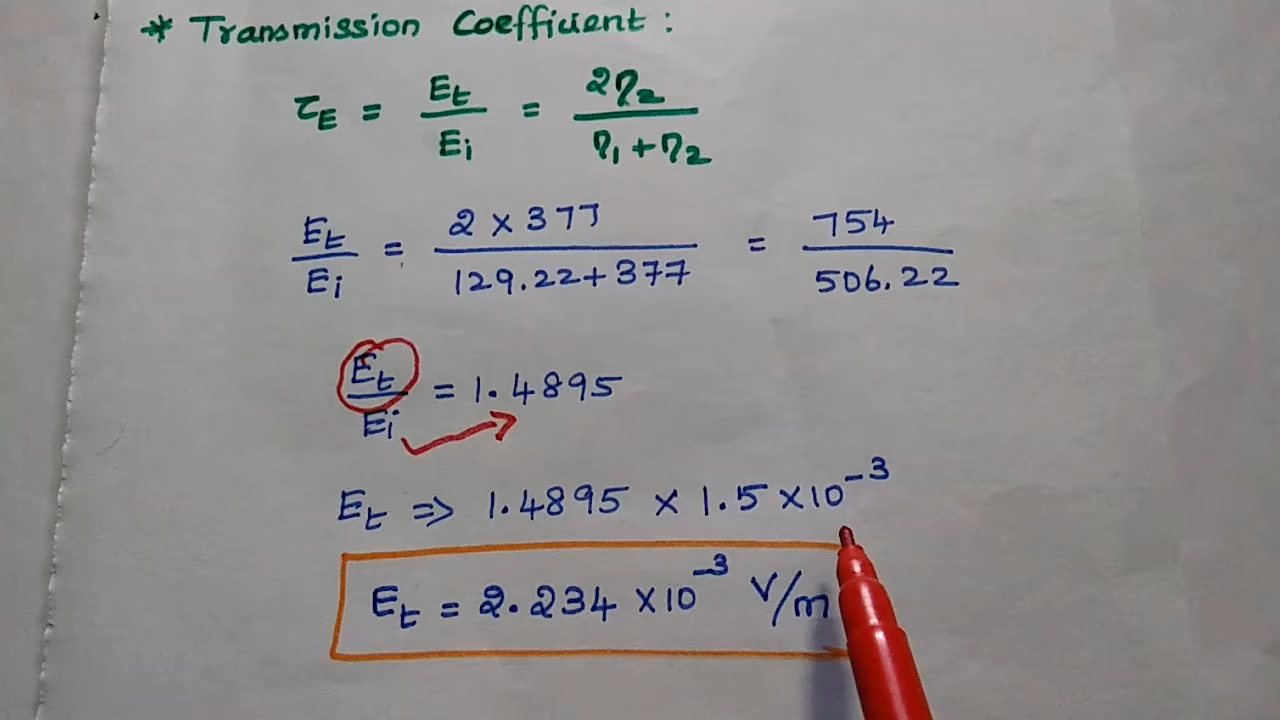 * Transmission Coefficient :
τE = Et/Ei = 2η2/η1+η2
Et/Ei = 2 × 377/129.22+377 = 754/506.22
Et/Ei = 1.4895
Et ⇒ 1.4895 × 1.5 × 10⁻³
Et = 2.234 × 10⁻³ V/m